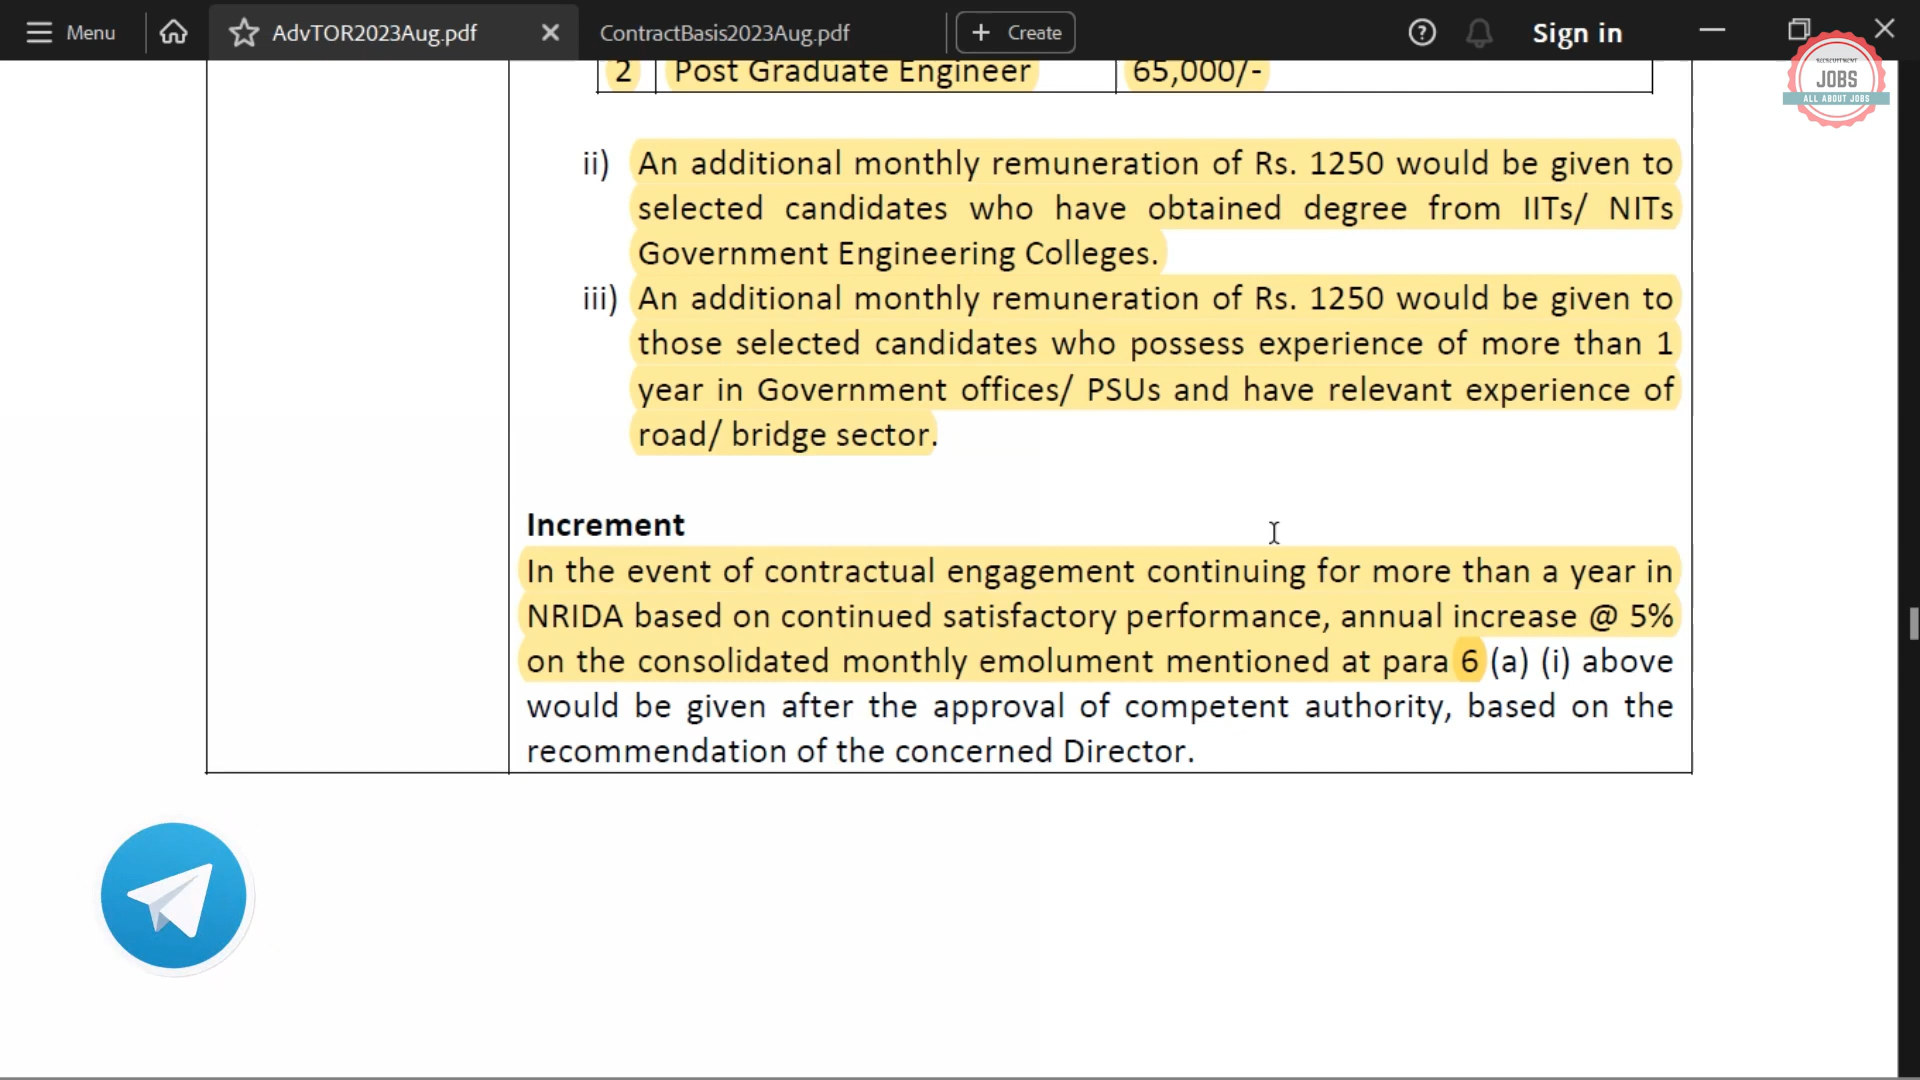 Menu
AdvTOR2023Aug.pdf
ContractBasis2023Aug.pdf
+ Create
Sign in
JOBS
ALL ABOUT JOBS
2 Post Graduate Engineer 65,000/-
ii) An additional monthly remuneration of Rs. 1250 would be given to
selected candidates who have obtained degree from IITs/ NITs
Government Engineering Colleges.
iii) An additional monthly remuneration of Rs. 1250 would be given to
those selected candidates who possess experience of more than 1
year in Government offices/ PSUs and have relevant experience of
road/ bridge sector.
Increment
In the event of contractual engagement continuing for more than a year in
NRIDA based on continued satisfactory performance, annual increase @ 5%
on the consolidated monthly emolument mentioned at para 6 (a) (i) above
would be given after the approval of competent authority, based on the
recommendation of the concerned Director.